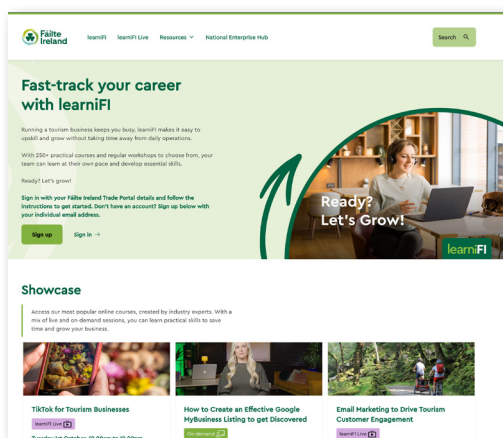 Fáilte
Ireland
learnFI
learniFI Live
Resources
National Enterprise Hub
Search
Fast-track your career
with learniFI
Running a tourism business keeps you busy. learniFI makes it easy to
upskill and grow without taking time away from daily operations.
With 250+ practical courses and regular workshops to choose from, your
team can learn at their own pace and develop essential skills.
Ready? Let's grow!
Sign in with your Fáilte Ireland Trade Portal details and follow the
instructions to get started. Don't have an account? Sign up below with
your individual email address.
Sign up
Sign in →
Ready?
Let's Grow!
learniFI
Showcase
Access our most popular online courses, created by industry experts. With a
mix of live and on-demand sessions, you can learn practical skills to save
time and grow your business.
TikTok for Tourism Businesses
learniFI Live
How to Create an Effective Google
MyBusiness Listing to get Discovered
On-demand
Email Marketing to Drive Tourism
Customer Engagement
learniFI Live